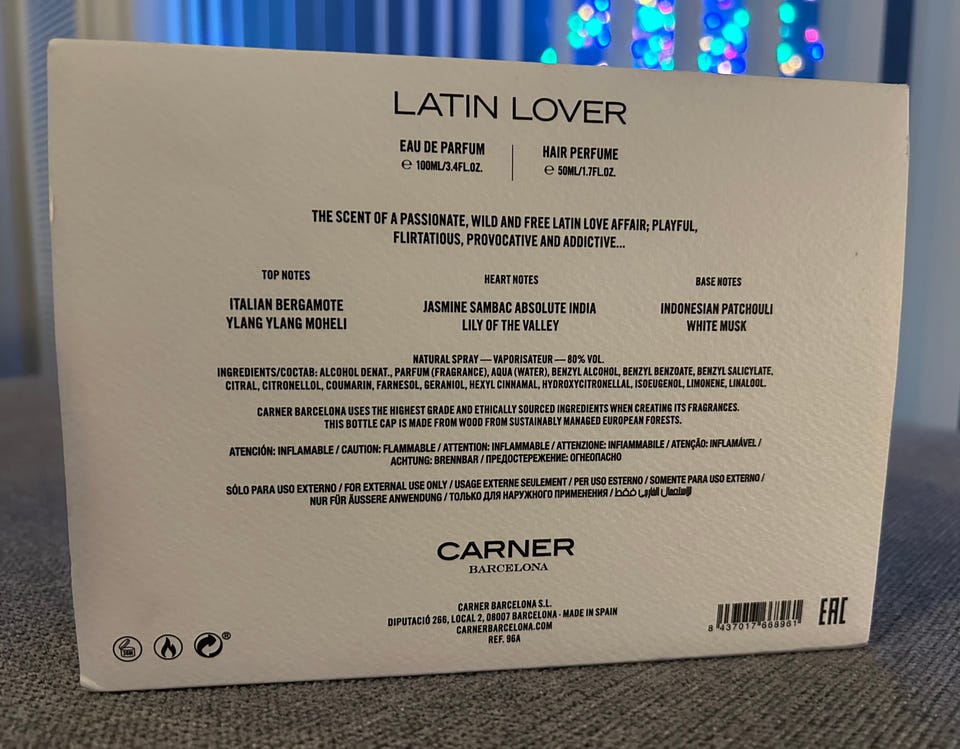 LATIN LOVER
EAU DE PARFUM
℮ 100ML/3.4FL.OZ.
HAIR PERFUME
℮ 50ML/1.7FL.OZ.
THE SCENT OF A PASSIONATE, WILD AND FREE LATIN LOVE AFFAIR; PLAYFUL,
FLIRTATIOUS, PROVOCATIVE AND ADDICTIVE...
TOP NOTES
ITALIAN BERGAMOTE
YLANG YLANG MOHELI
HEART NOTES
JASMINE SAMBAC ABSOLUTE INDIA
LILY OF THE VALLEY
BASE NOTES
INDONESIAN PATCHOULI
WHITE MUSK
NATURAL SPRAY — VAPORISATEUR — 80% VOL.
INGREDIENTS/СОСТАВ: ALCOHOL DENAT., PARFUM (FRAGRANCE), AQUA (WATER), BENZYL ALCOHOL, BENZYL BENZOATE, BENZYL SALICYLATE,
CITRAL, CITRONELLOL, COUMARIN, FARNESOL, GERANIOL, HEXYL CINNAMAL, HYDROXYCITRONELLAL, ISOEUGENOL, LIMONENE, LINALOOL.
CARNER BARCELONA USES THE HIGHEST GRADE AND ETHICALLY SOURCED INGREDIENTS WHEN CREATING ITS FRAGRANCES.
THIS BOTTLE CAP IS MADE FROM WOOD FROM SUSTAINABLY MANAGED EUROPEAN FORESTS.
ATENCIÓN: INFLAMABLE / CAUTION: FLAMMABLE / ATTENTION: INFLAMMABLE / ATTENZIONE: INFIAMMABILE / ATENÇÃO: INFLAMÁVEL /
ACHTUNG: BRENNBAR / ПРЕДОСТЕРЕЖЕНИЕ: ОГНЕОПАСНО
SÓLO PARA USO EXTERNO / FOR EXTERNAL USE ONLY / USAGE EXTERNE SEULEMENT / PER USO ESTERNO / SOMENTE PARA USO EXTERNO /
NUR FÜR ÄUSSERE ANWENDUNG / ТОЛЬКО ДЛЯ НАРУЖНОГО ПРИМЕНЕНИЯ / للإستعمال الخارجي فقط
CARNER
BARCELONA
CARNER BARCELONA S.L.
DIPUTACIÓ 266, LOCAL 2, 08007 BARCELONA · MADE IN SPAIN
CARNERBARCELONA.COM
REF. 96A
36M
®
8 437017 668961
EAC